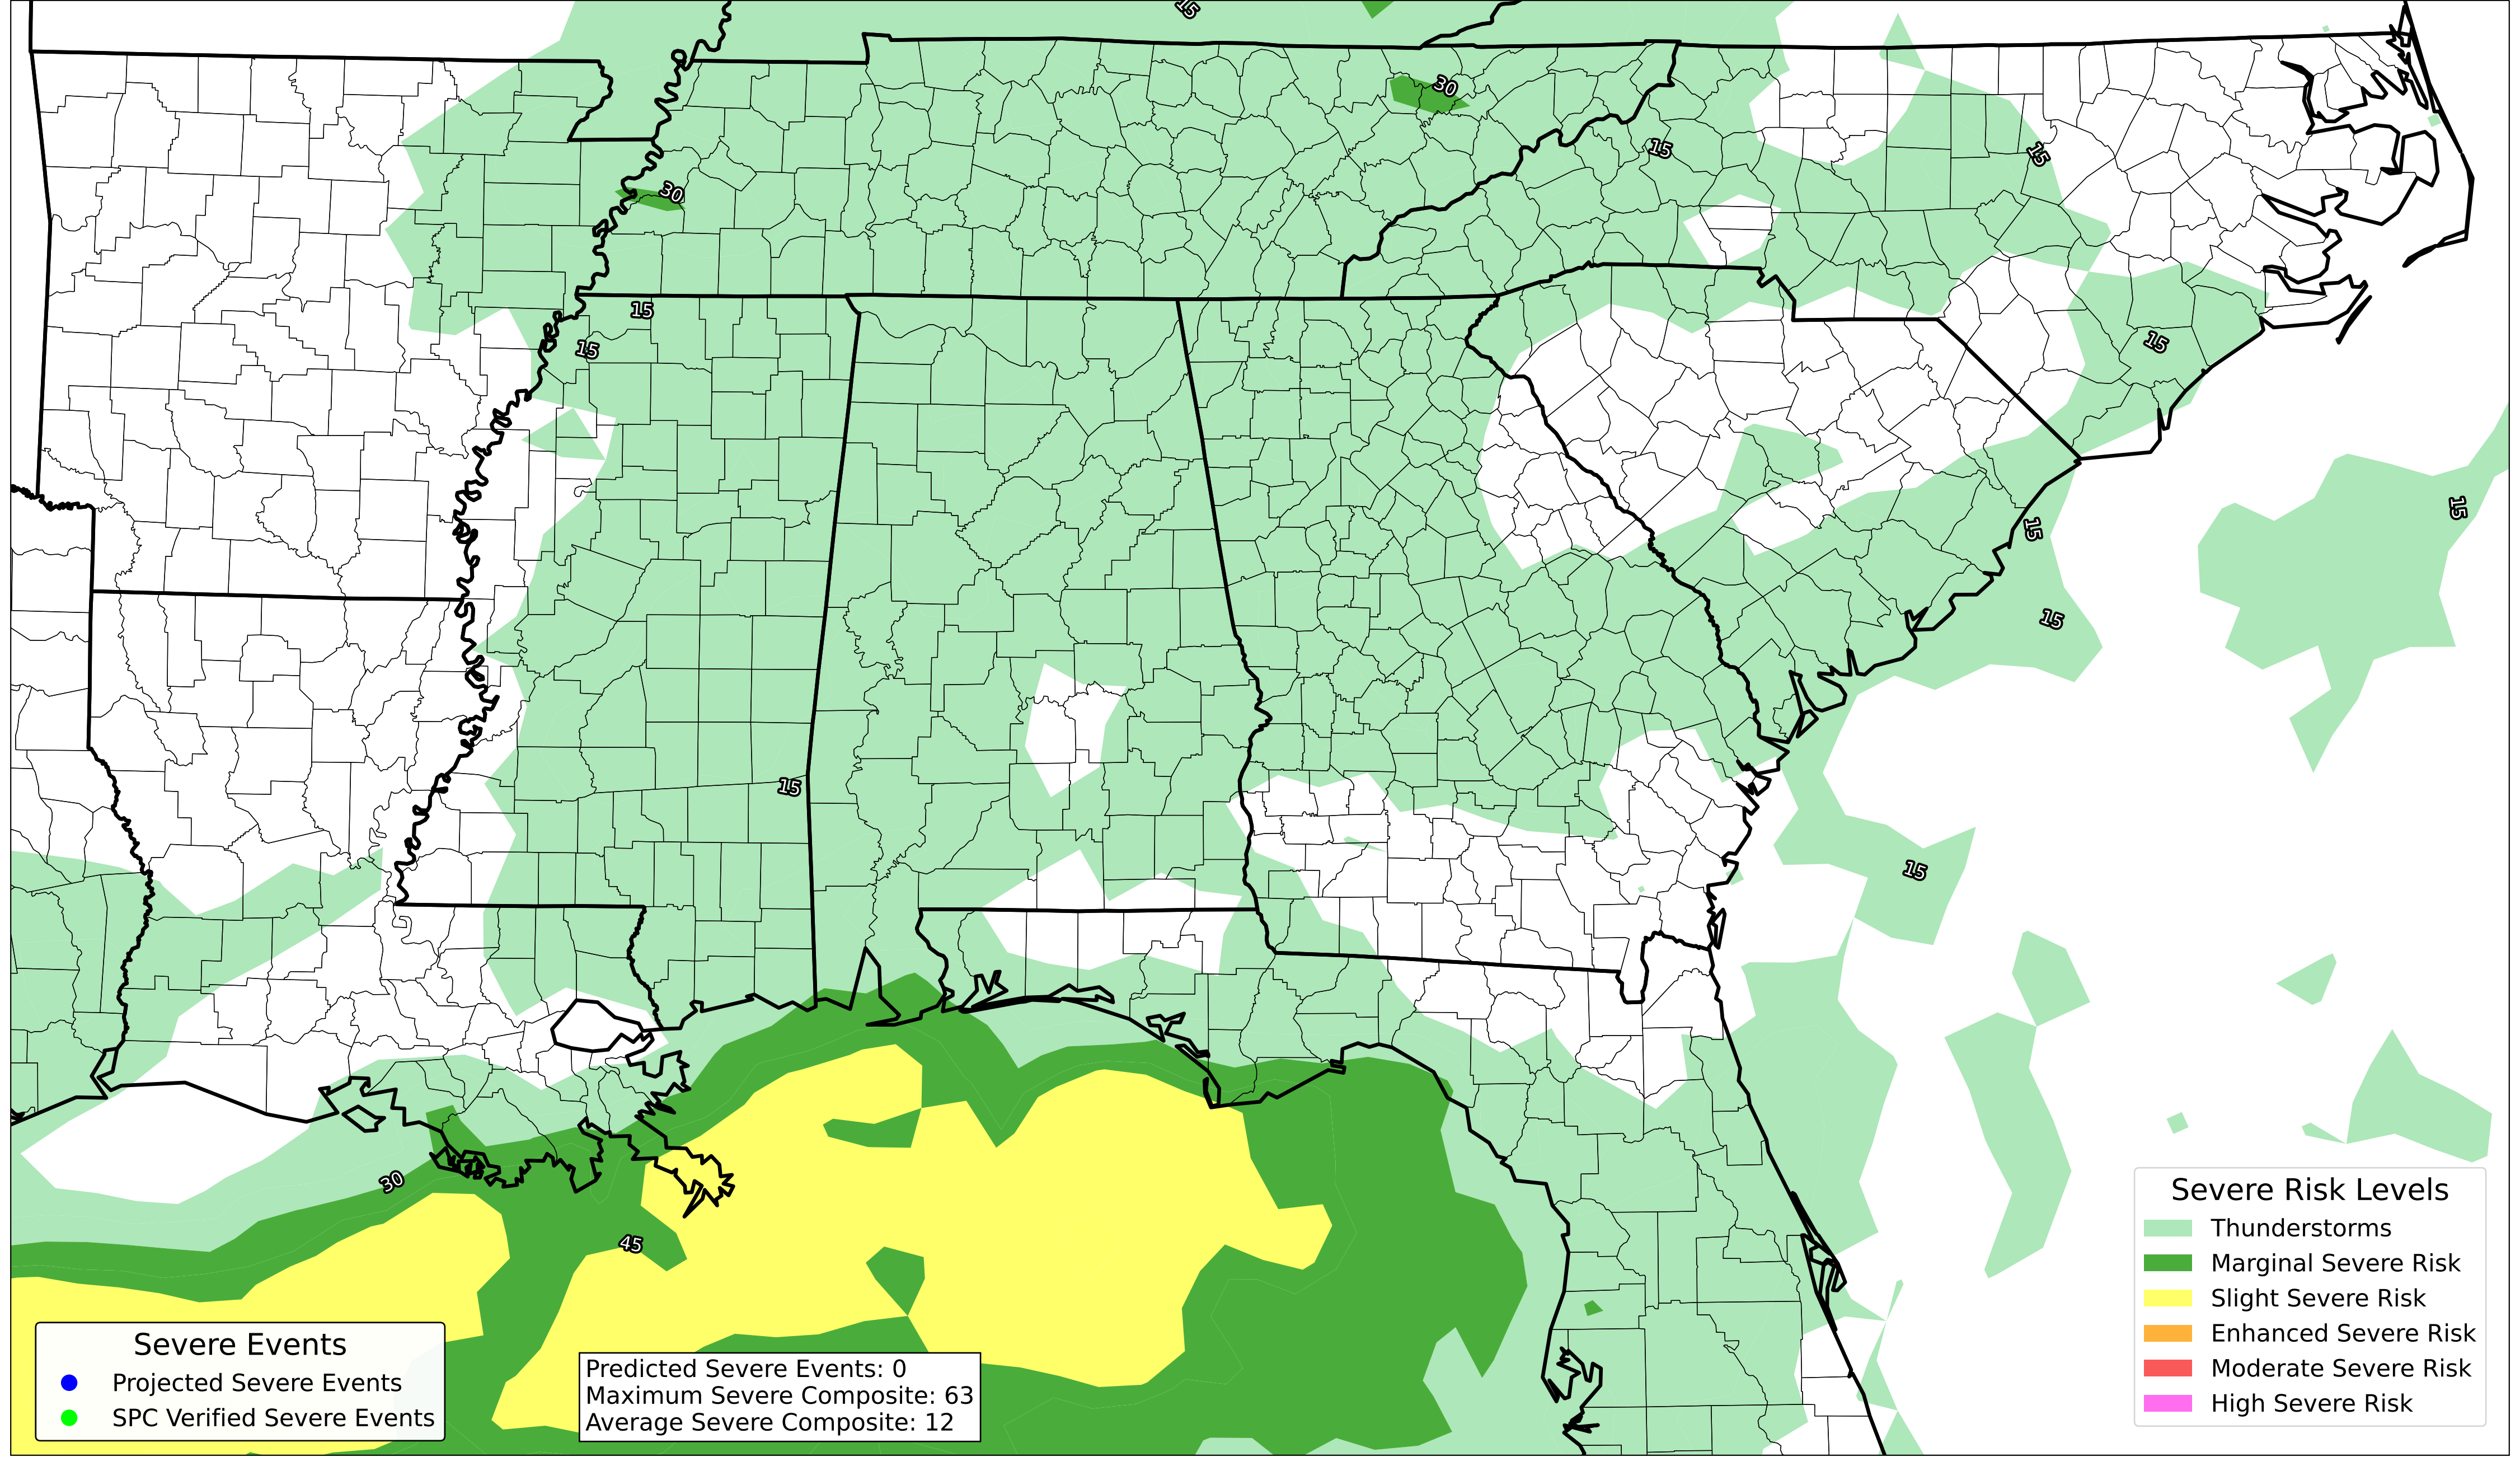 15
30
15
15
30
15
15
15
15
15
15
15
15
30
45
Severe Risk Levels
Thunderstorms
Marginal Severe Risk
Slight Severe Risk
Enhanced Severe Risk
Moderate Severe Risk
High Severe Risk
Severe Events
Projected Severe Events
SPC Verified Severe Events
Predicted Severe Events: 0
Maximum Severe Composite: 63
Average Severe Composite: 12